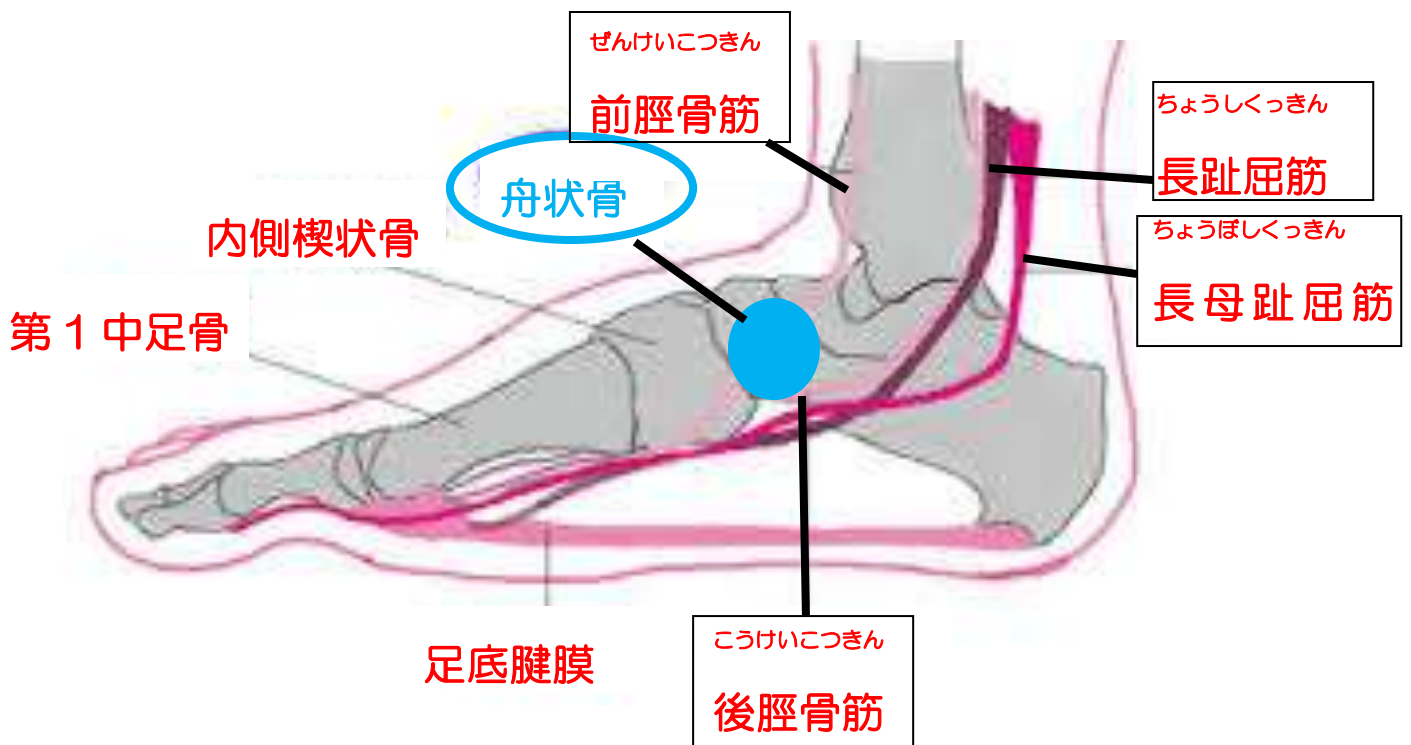 ぜんけいこつきん
前脛骨筋
ちょうしくっきん
長趾屈筋
舟状骨
内側楔状骨
ちょうぼしくっきん
長母趾屈筋
第1中足骨
足底腱膜
こうけいこつきん
後脛骨筋